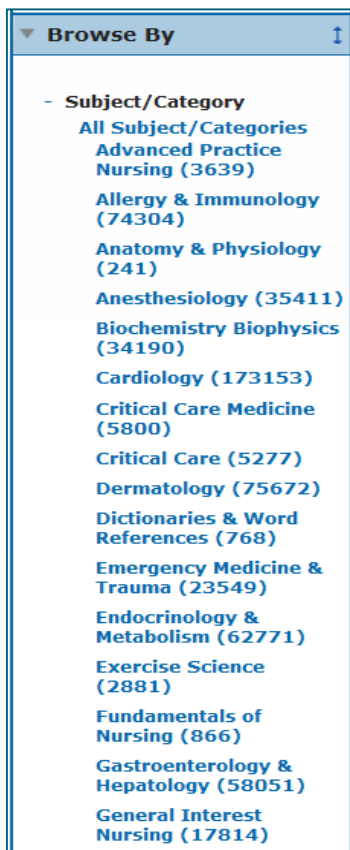 Browse By
- Subject/Category
All Subject/Categories
Advanced Practice
Nursing (3639)
Allergy & Immunology
(74304)
Anatomy & Physiology
(241)
Anesthesiology (35411)
Biochemistry Biophysics
(34190)
Cardiology (173153)
Critical Care Medicine
(5800)
Critical Care (5277)
Dermatology (75672)
Dictionaries & Word
References (768)
Emergency Medicine &
Trauma (23549)
Endocrinology &
Metabolism (62771)
Exercise Science
(2881)
Fundamentals of
Nursing (866)
Gastroenterology &
Hepatology (58051)
General Interest
Nursing (17814)